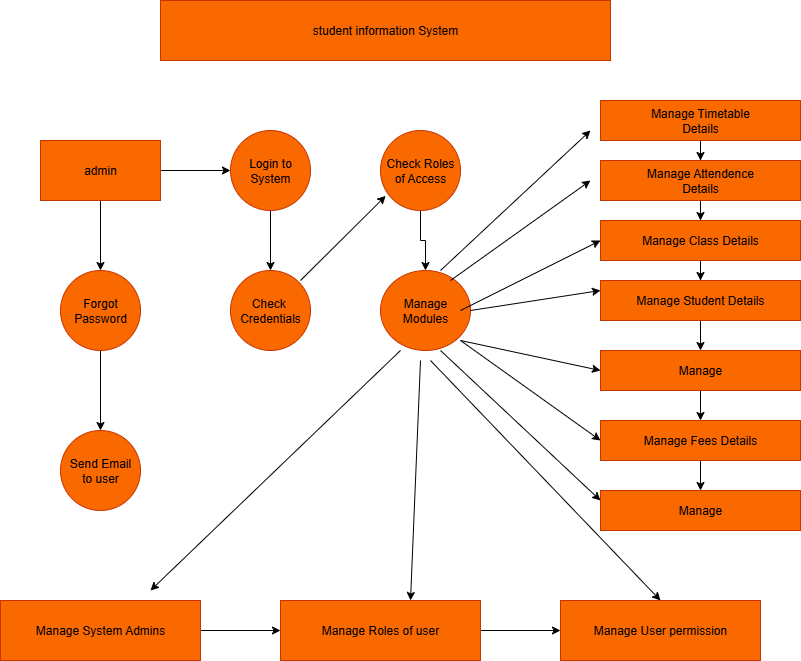 student information System
admin
Login to
System
Check Roles
of Access
Manage Timetable
Details
Manage Attendence
Details
Manage Class Details
Forgot
Password
Check
Credentials
Manage
Modules
Manage Student Details
Manage
Manage Fees Details
Send Email
to user
Manage
Manage System Admins
Manage Roles of user
Manage User permission